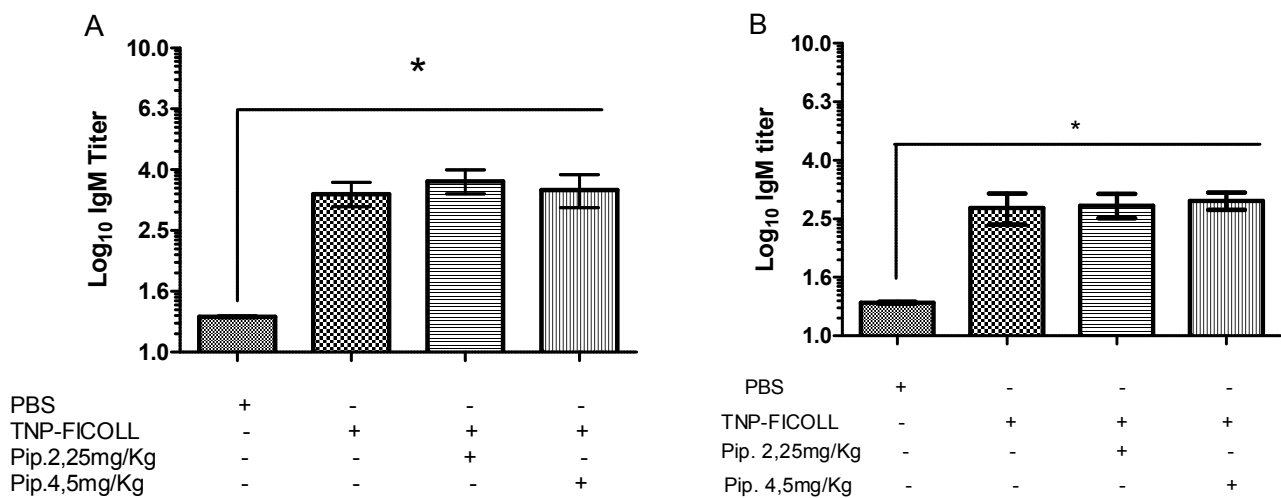 A
Log10 IgM Titer
10.0
6.3
4.0
2.5
1.6
1.0
*
PBS + - - -
TNP-FICOLL - + + +
Pip.2,25mg/Kg - - + -
Pip.4,5mg/Kg - - - +
B
Log10 IgM titer
10.0
6.3
4.0
2.5
1.6
1.0
*
PBS + - - -
TNP-FICOLL - + + +
Pip. 2,25mg/Kg - - + -
Pip. 4,5mg/Kg - - - +